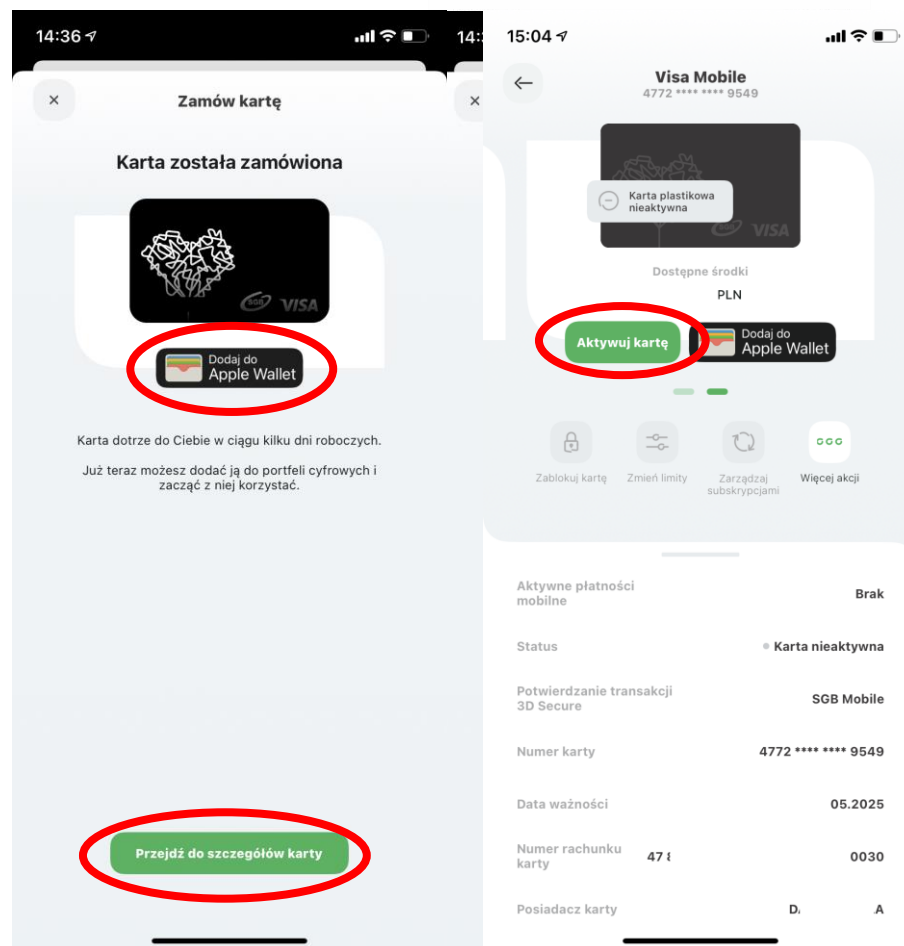 14:36
Zamów kartę
Karta została zamówiona
SGB VISA
Dodaj do
Apple Wallet
Karta dotrze do Ciebie w ciągu kilku dni roboczych.
Już teraz możesz dodać ją do portfeli cyfrowych i
zacząć z niej korzystać.
Przejdź do szczegółów karty
15:04
Visa Mobile
4772 **** **** 9549
Karta plastikowa
nieaktywna
SGB VISA
Dostępne środki
PLN
Aktywuj kartę
Dodaj do
Apple Wallet
Zablokuj kartę
Zmień limity
Zarządzaj
subskrypcjami
Więcej akcji
Aktywne płatności
mobilne
Brak
Status
Karta nieaktywna
Potwierdzanie transakcji
3D Secure
SGB Mobile
Numer karty
4772 **** **** 9549
Data ważności
05.2025
Numer rachunku
karty
47
0030
Posiadacz karty
D
A